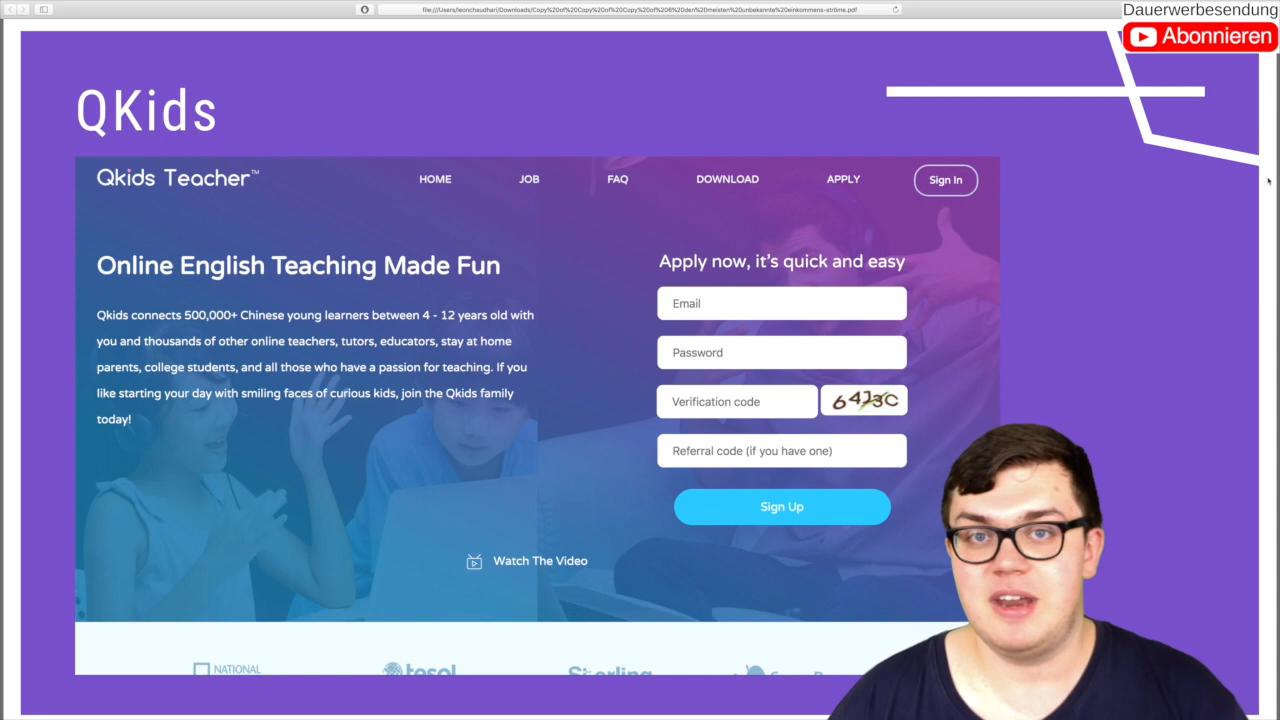 file:///Users/leonchaudhari/Downloads/Copy%20of%20Copy%20of%20Copy%20of%206%20den%20meisten%20unbekannte%20einkommens-ströme.pdf
Dauerwerbesendung
Abonnieren
QKids
Qkids Teacher™
HOME
JOB
FAQ
DOWNLOAD
APPLY
Sign In
Online English Teaching Made Fun
Qkids connects 500,000+ Chinese young learners between 4 - 12 years old with
you and thousands of other online teachers, tutors, educators, stay at home
parents, college students, and all those who have a passion for teaching. If you
like starting your day with smiling faces of curious kids, join the Qkids family
today!
Apply now, it's quick and easy
Email
Password
Verification code
Referral code (if you have one)
Sign Up
Watch The Video
NATIONAL
tesol
Sterling